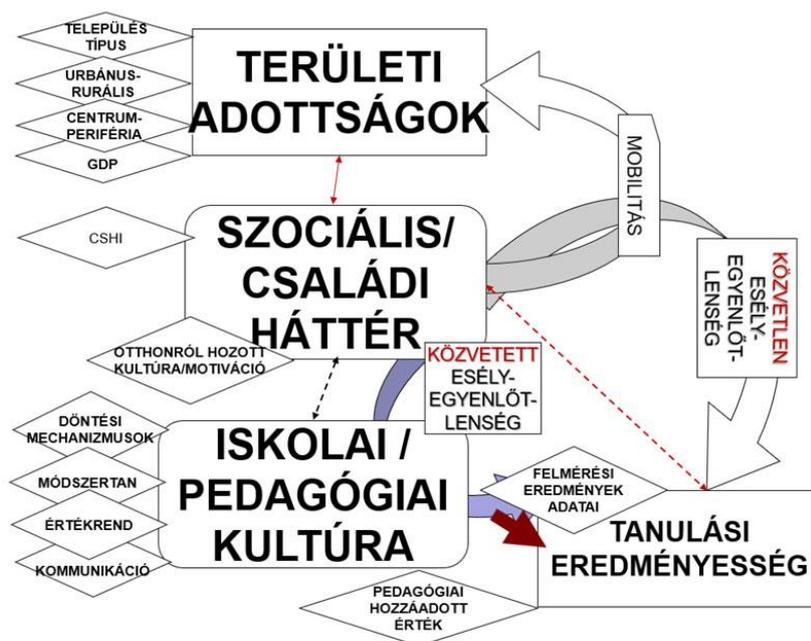 TELEPÜLÉS
TÍPUS
URBÁNUS-
RURÁLIS
CENTRUM-
PERIFÉRIA
GDP
TERÜLETI
ADOTTSÁGOK
MOBILITÁS
CSHI
SZOCIÁLIS/
CSALÁDI
HÁTTÉR
KÖZVETLEN
ESÉLY-
EGYENLŐT-
LENSÉG
OTTHONRÓL HOZOTT
KULTÚRA/MOTIVÁCIÓ
KÖZVETETT
ESÉLY-
EGYENLŐT-
LENSÉG
DÖNTÉSI
MECHANIZMUSOK
MÓDSZERTAN
ÉRTÉKREND
KOMMUNIKÁCIÓ
ISKOLAI /
PEDAGÓGIAI
KULTÚRA
FELMÉRÉSI
EREDMÉNYEK
ADATAI
TANULÁSI
EREDMÉNYESSÉG
PEDAGÓGIAI
HOZZÁADOTT
ÉRTÉK